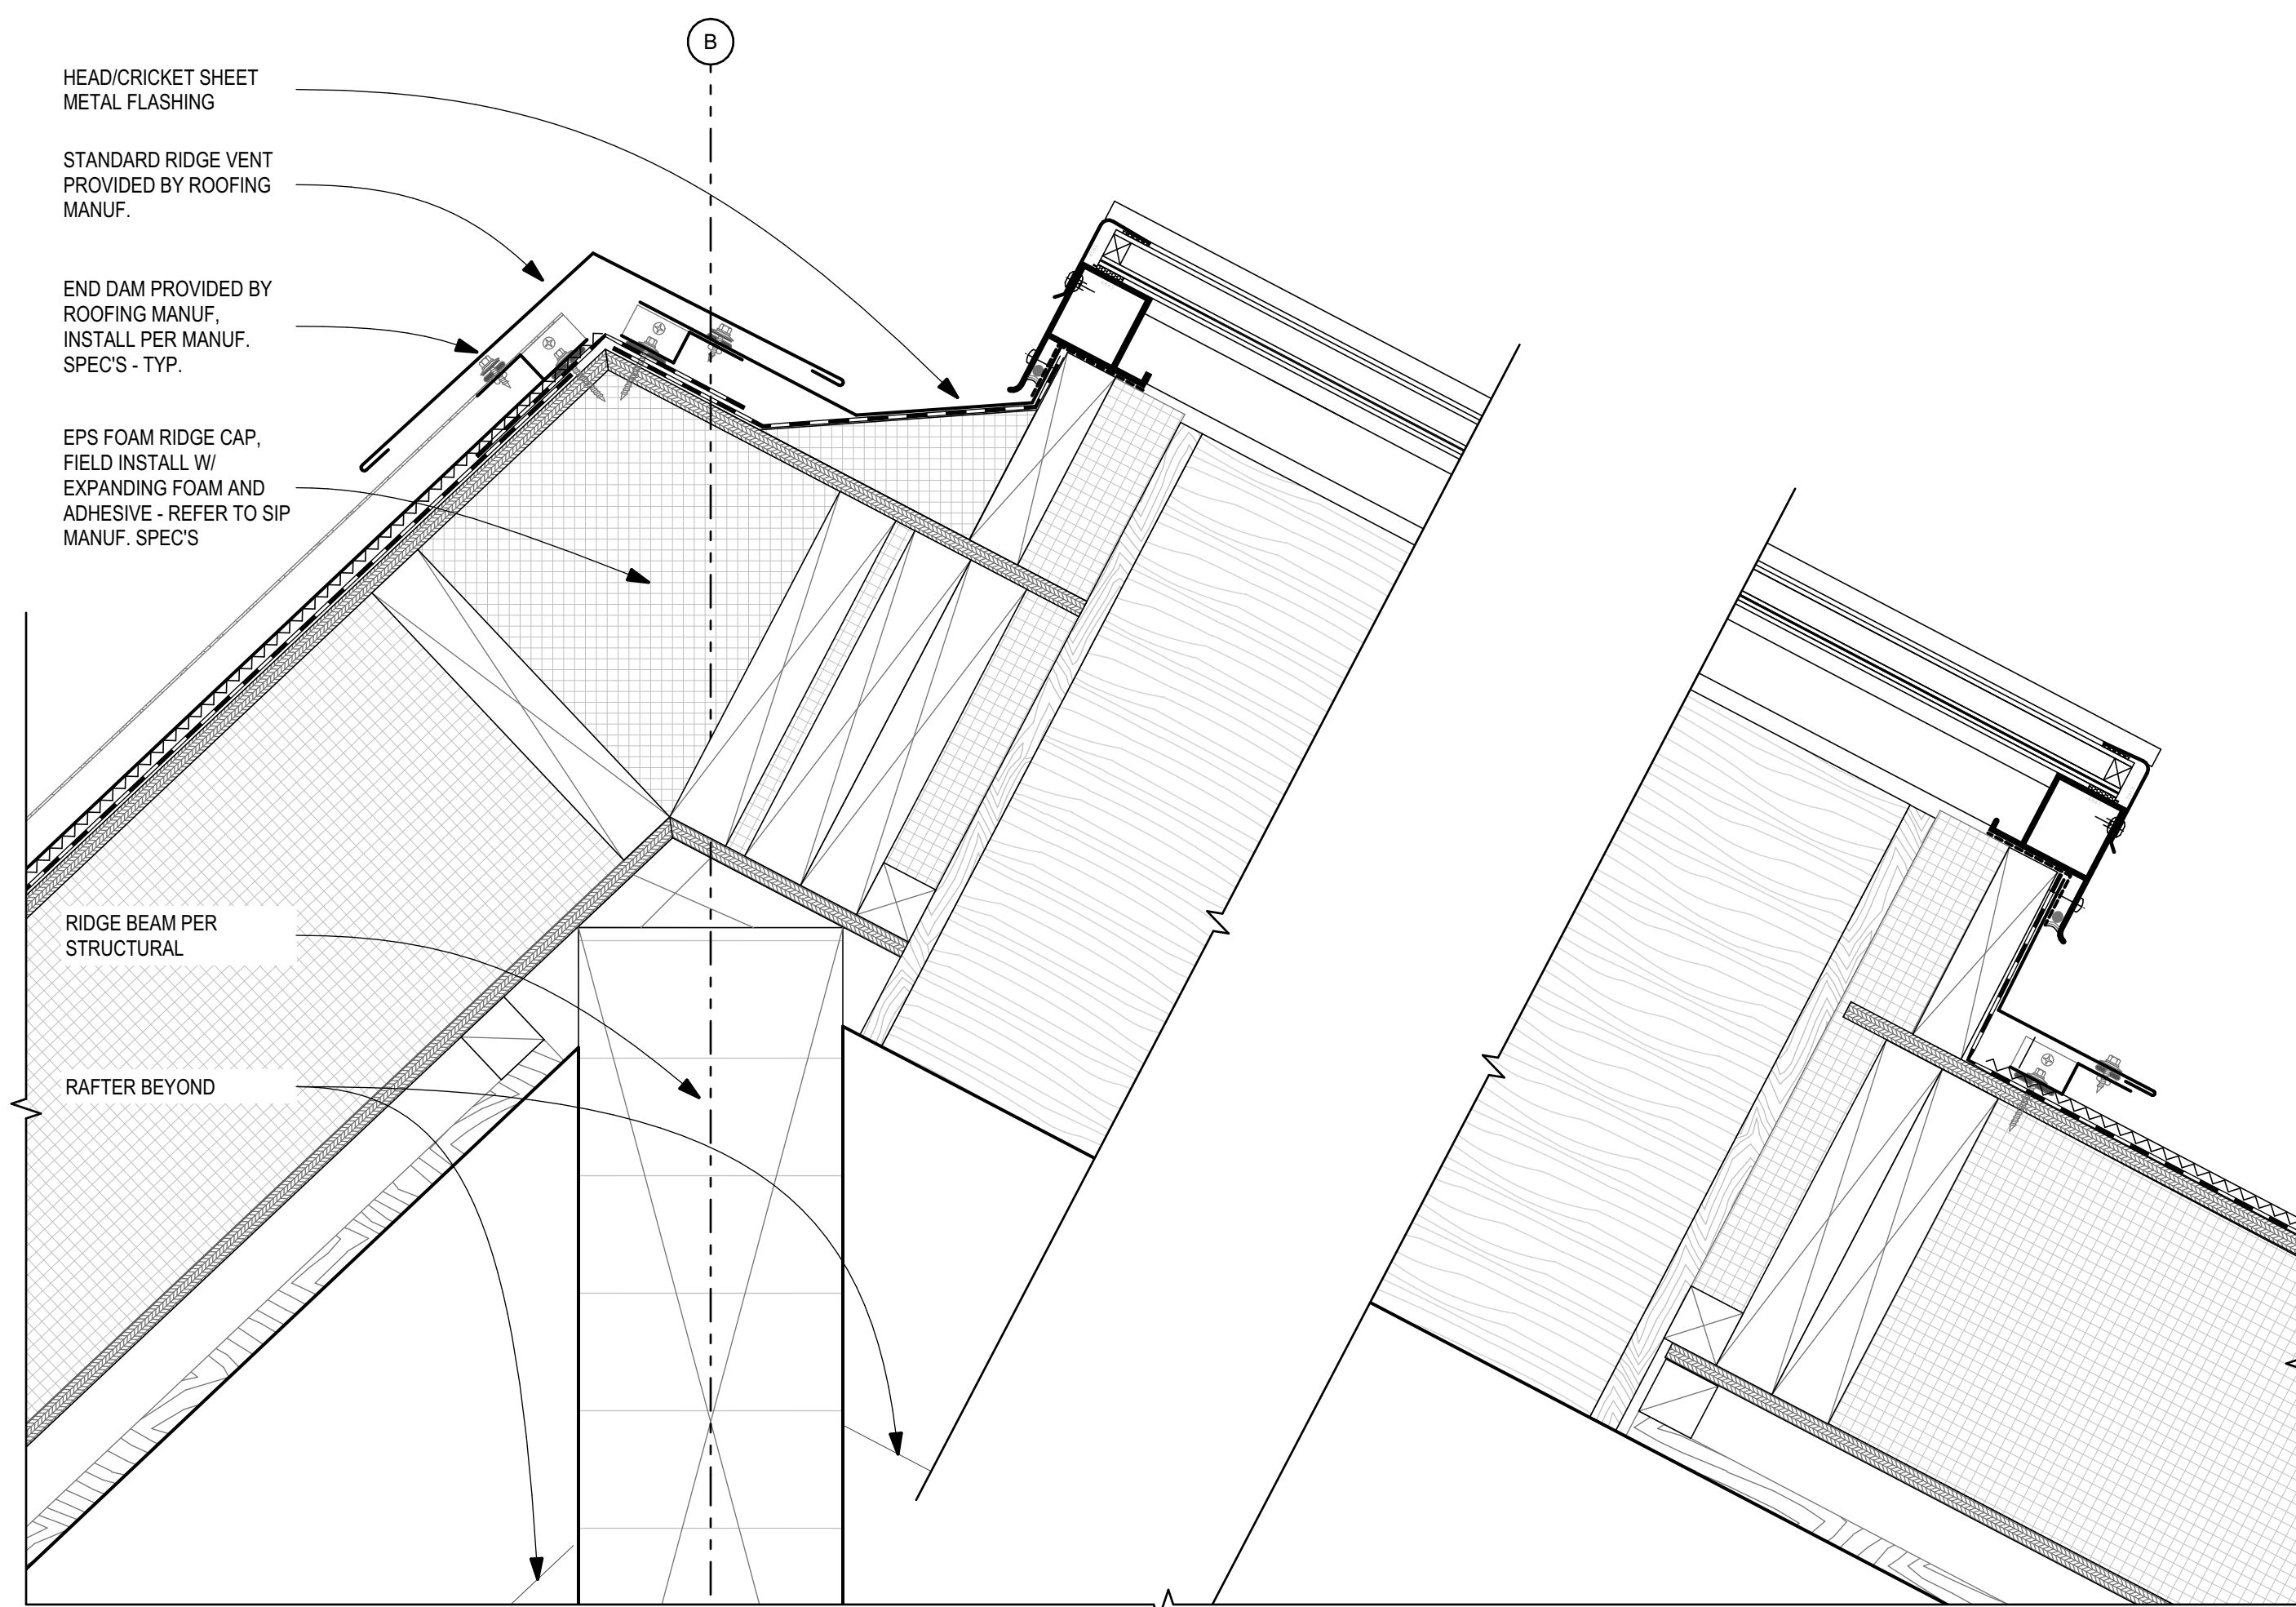 B
HEAD/CRICKET SHEET
METAL FLASHING
STANDARD RIDGE VENT
PROVIDED BY ROOFING
MANUF.
END DAM PROVIDED BY
ROOFING MANUF,
INSTALL PER MANUF.
SPEC'S - TYP.
EPS FOAM RIDGE CAP,
FIELD INSTALL W/
EXPANDING FOAM AND
ADHESIVE - REFER TO SIP
MANUF. SPEC'S
RIDGE BEAM PER
STRUCTURAL
RAFTER BEYOND